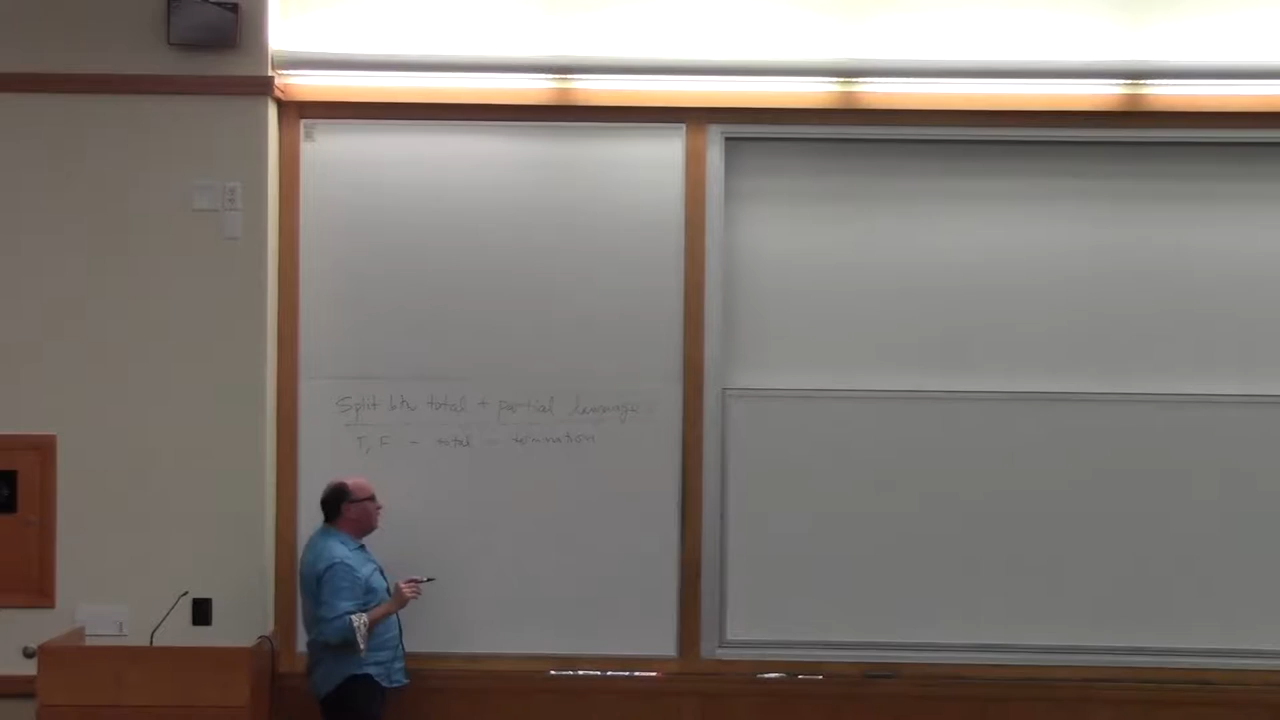 Split btw total + partial language
T, F - total - termination